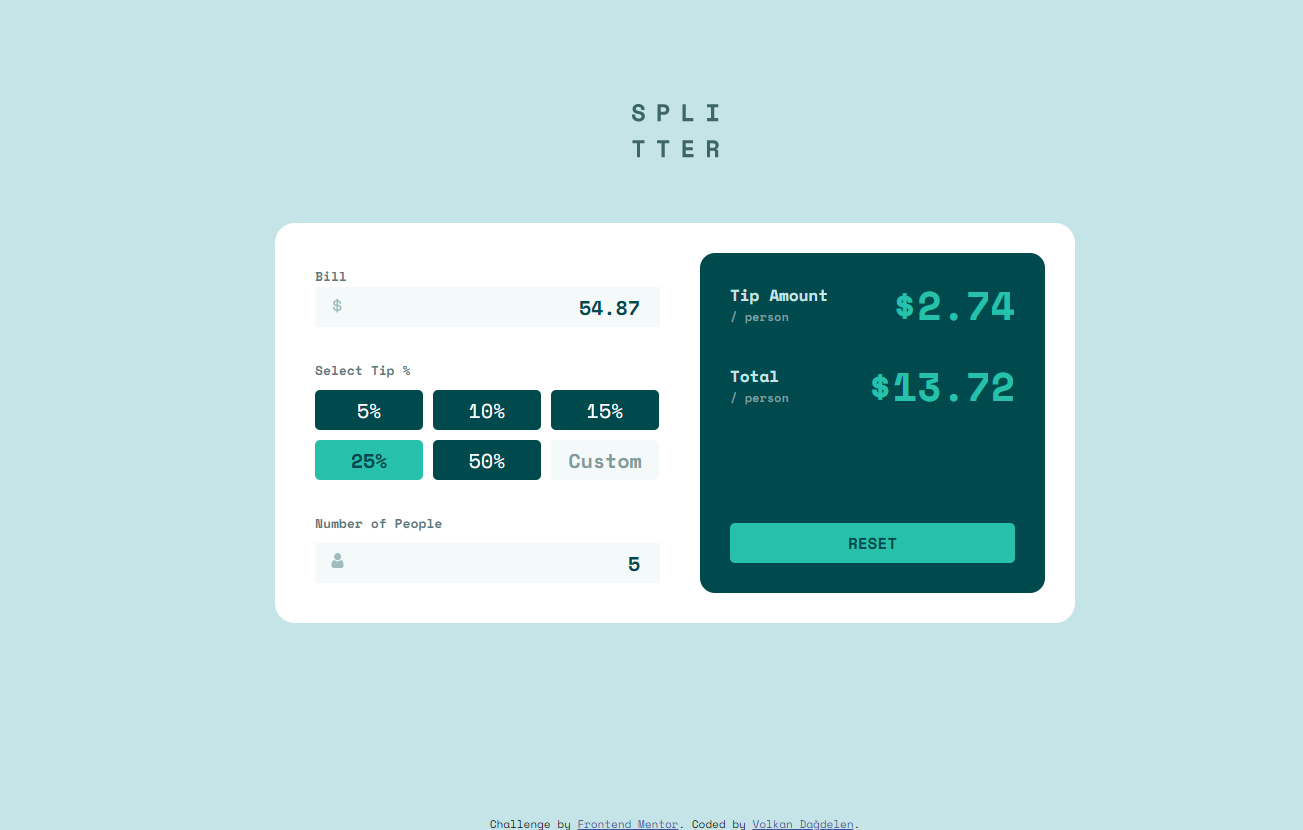 SPLI
TTER
Bill
$
54.87
Select Tip %
5%
10%
15%
25%
50%
Custom
Number of People
5
Tip Amount
/ person
$2.74
Total
/ person
$13.72
RESET
Challenge by Frontend Mentor. Coded by Volkan Dağdelen.